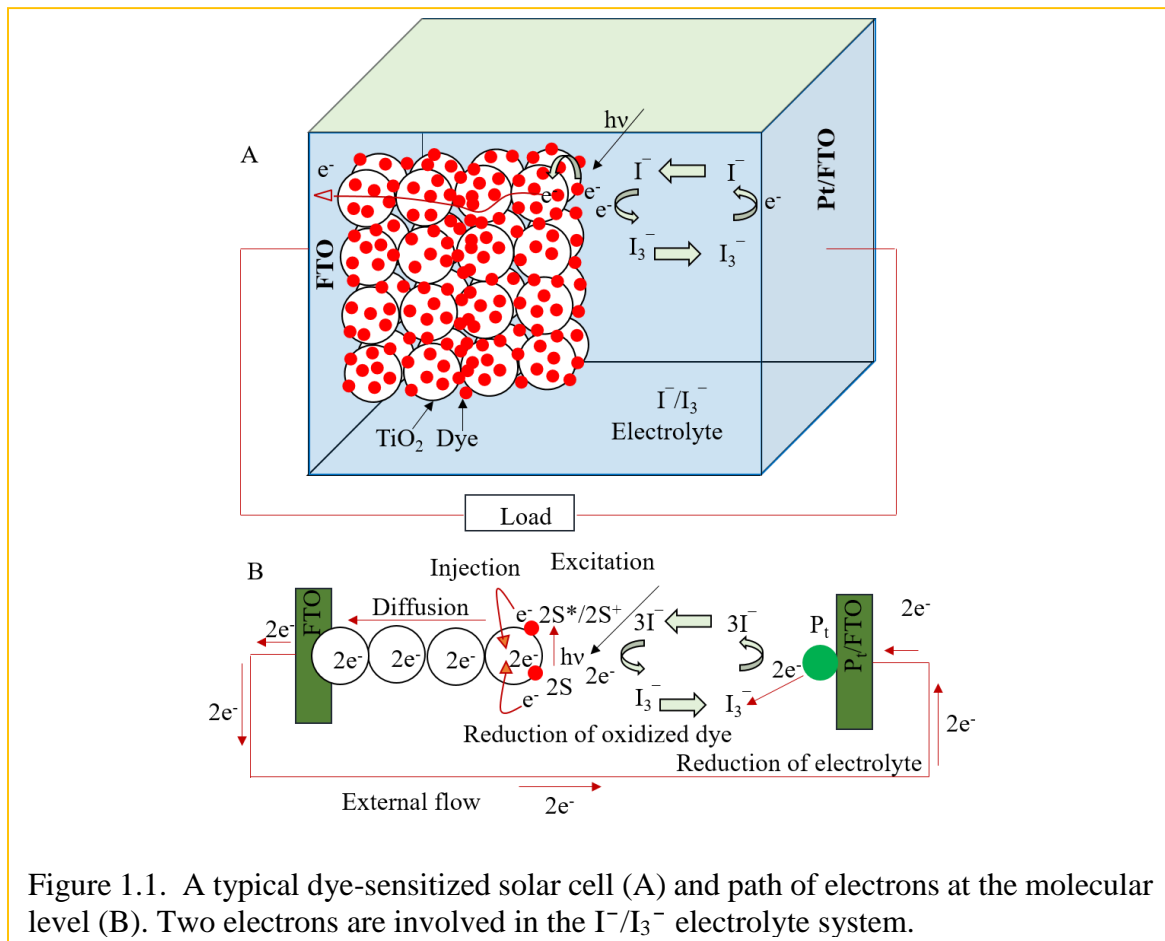 A
hν
e⁻
e⁻
e⁻
I⁻
I⁻
e⁻
e⁻
I₃⁻
I₃⁻
FTO
Pt/FTO
I⁻/I₃⁻
Electrolyte
TiO₂
Dye
Load
B
Injection
Excitation
Diffusion
FTO
2e⁻
2e⁻
2e⁻
2e⁻
2e⁻
2e⁻
e⁻
2S*/2S⁺
hν
2S
e⁻
2e⁻
3I⁻
3I⁻
I₃⁻
I₃⁻
Pₜ
2e⁻
Pₜ/FTO
2e⁻
2e⁻
Reduction of oxidized dye
Reduction of electrolyte
External flow
2e⁻
Figure 1.1. A typical dye-sensitized solar cell (A) and path of electrons at the molecular
level (B). Two electrons are involved in the I⁻/I₃⁻ electrolyte system.